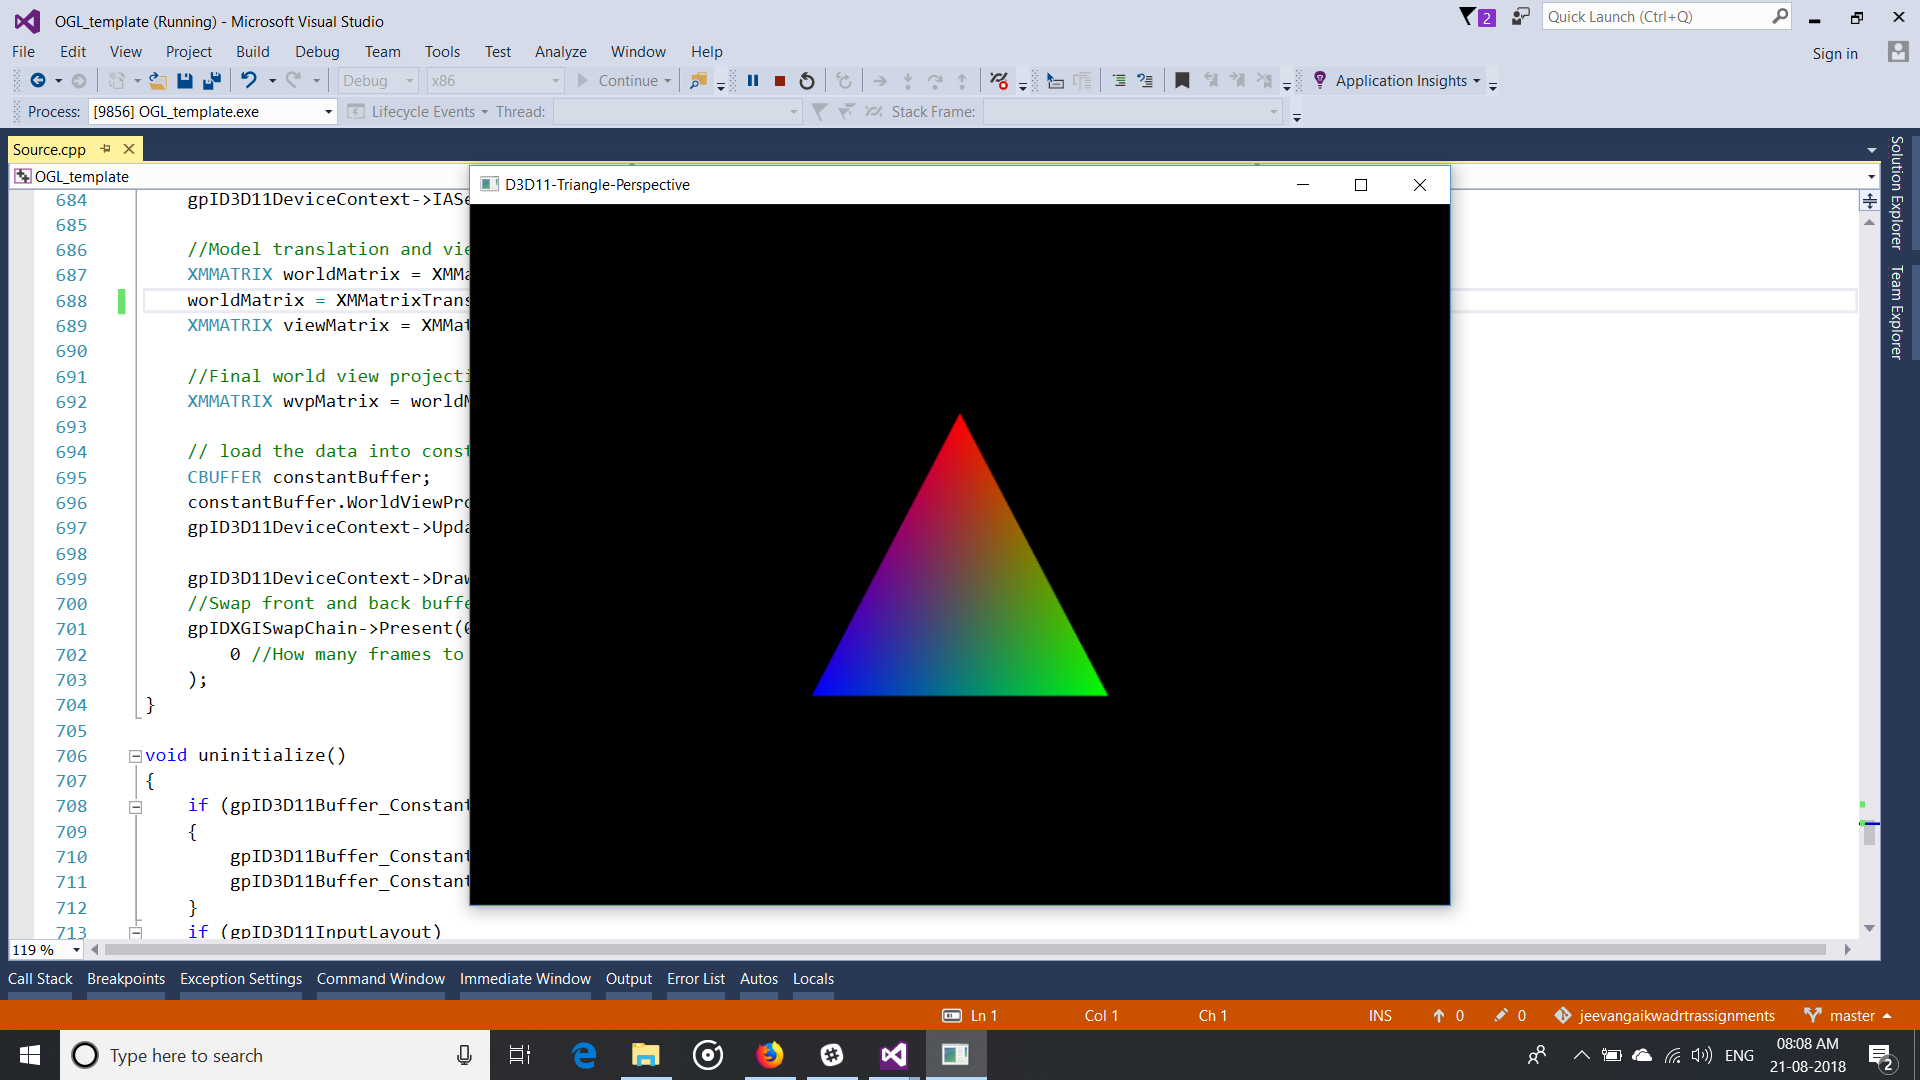 OGL_template (Running) - Microsoft Visual Studio
2
Quick Launch (Ctrl+Q)
File Edit View Project Build Debug Team Tools Test Analyze Window Help
Sign in
Debug x86 Continue Application Insights
Process: [9856] OGL_template.exe Lifecycle Events Thread: Stack Frame:
Source.cpp
OGL_template
D3D11-Triangle-Perspective
Solution Explorer
Team Explorer
684 gpID3D11DeviceContext->IASe
685
686 //Model translation and vie
687 XMMATRIX worldMatrix = XMMa
688 worldMatrix = XMMatrixTrans
689 XMMATRIX viewMatrix = XMMat
690
691 //Final world view projecti
692 XMMATRIX wvpMatrix = worldM
693
694 // load the data into const
695 CBUFFER constantBuffer;
696 constantBuffer.WorldViewPro
697 gpID3D11DeviceContext->Upda
698
699 gpID3D11DeviceContext->Draw
700 //Swap front and back buffe
701 gpIDXGISwapChain->Present(0
702 0 //How many frames to
703 );
704 }
705
706 void uninitialize()
707 {
708 if (gpID3D11Buffer_Constant
709 {
710 gpID3D11Buffer_Constant
711 gpID3D11Buffer_Constant
712 }
713 if (gpID3D11InputLayout)
119 %
Call Stack Breakpoints Exception Settings Command Window Immediate Window Output Error List Autos Locals
Ln 1 Col 1 Ch 1 INS 0 0 jeevangaikwadrtrassignments master
Type here to search
ENG
08:08 AM
21-08-2018
2